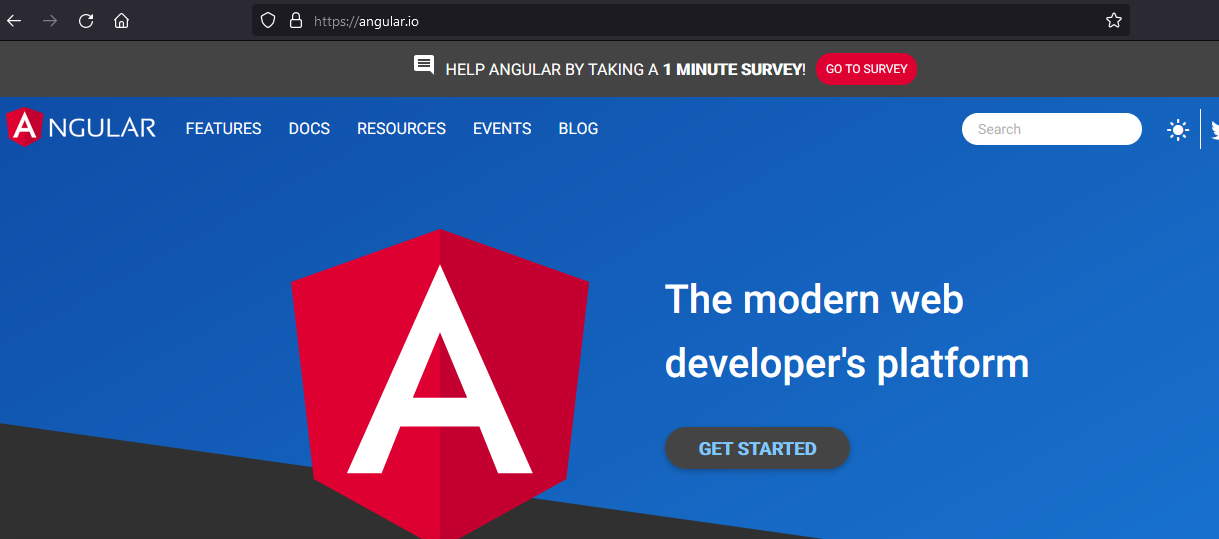 https://angular.io
HELP ANGULAR BY TAKING A 1 MINUTE SURVEY! GO TO SURVEY
ANGULAR FEATURES DOCS RESOURCES EVENTS BLOG Search
A
The modern web
developer's platform
GET STARTED